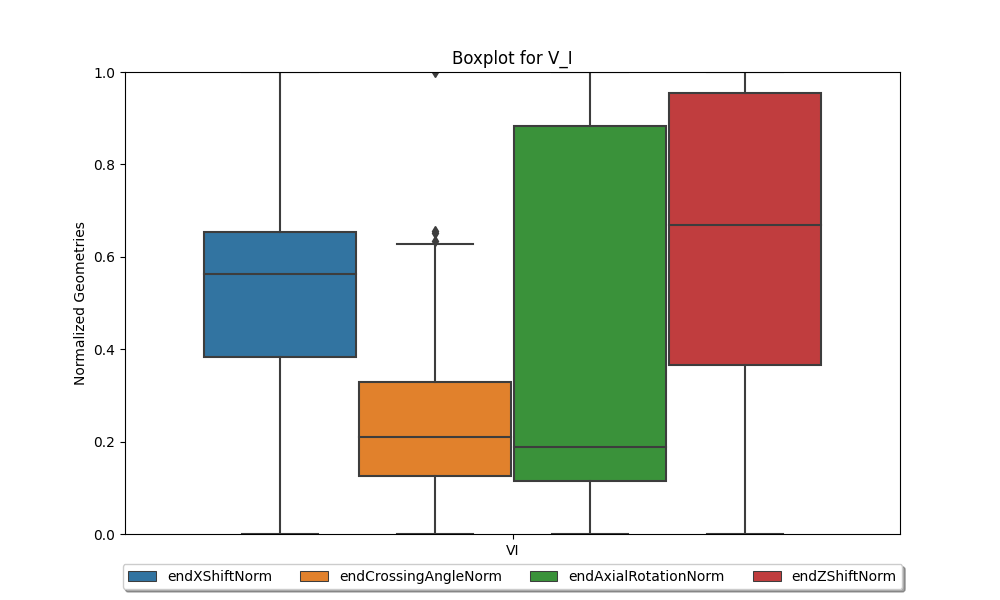 Boxplot for V_I
Normalized Geometries
1.0
0.8
0.6
0.4
0.2
0.0
VI
endXShiftNorm endCrossingAngleNorm endAxialRotationNorm endZShiftNorm